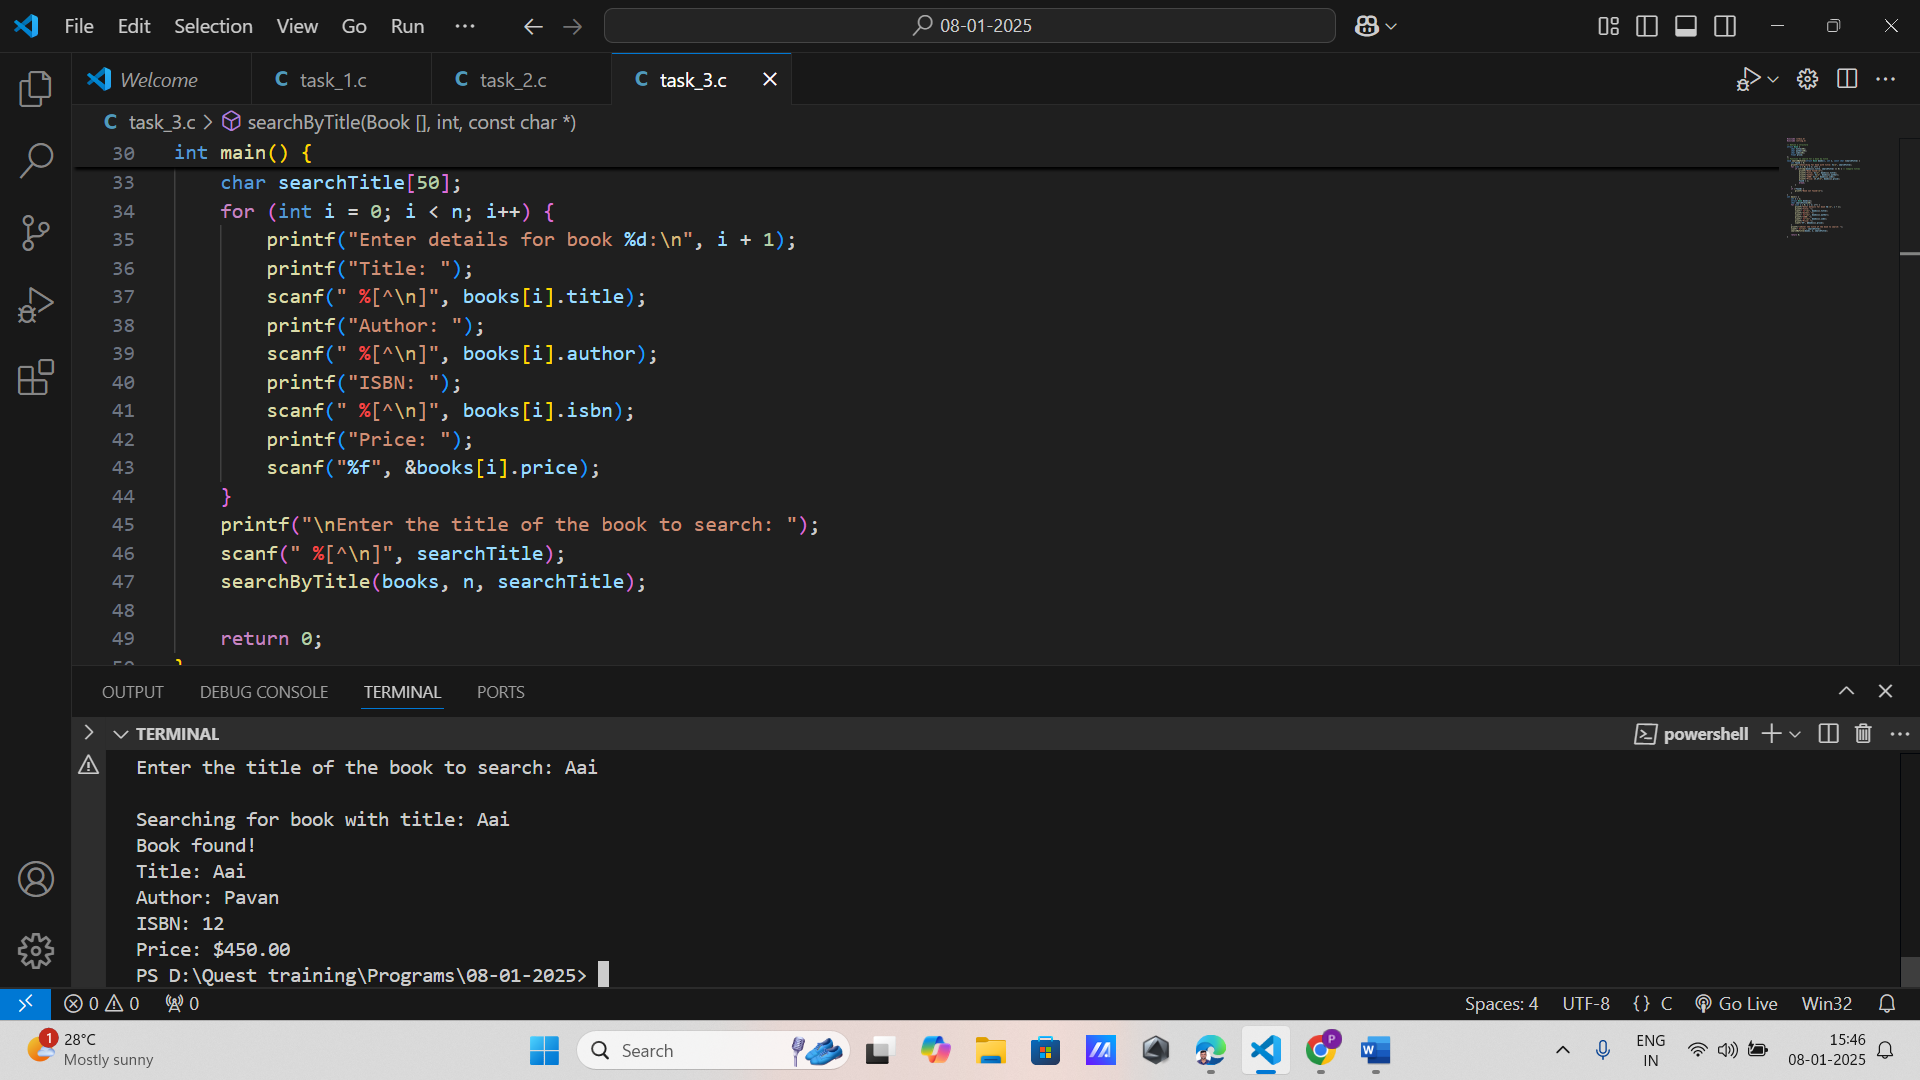 File Edit Selection View Go Run ··· 08-01-2025
Welcome task_1.c task_2.c task_3.c
C task_3.c > searchByTitle(Book [], int, const char *)
30 int main() {
33 char searchTitle[50];
34 for (int i = 0; i < n; i++) {
35 printf("Enter details for book %d:\n", i + 1);
36 printf("Title: ");
37 scanf(" %[^\n]", books[i].title);
38 printf("Author: ");
39 scanf(" %[^\n]", books[i].author);
40 printf("ISBN: ");
41 scanf(" %[^\n]", books[i].isbn);
42 printf("Price: ");
43 scanf("%f", &books[i].price);
44 }
45 printf("\nEnter the title of the book to search: ");
46 scanf(" %[^\n]", searchTitle);
47 searchByTitle(books, n, searchTitle);
48
49 return 0;
OUTPUT DEBUG CONSOLE TERMINAL PORTS
TERMINAL powershell
Enter the title of the book to search: Aai
Searching for book with title: Aai
Book found!
Title: Aai
Author: Pavan
ISBN: 12
Price: $450.00
PS D:\Quest training\Programs\08-01-2025>
0 0 0 Spaces: 4 UTF-8 {} C Go Live Win32
1 28°C
Mostly sunny
Search
P
W
ENG
IN
15:46
08-01-2025